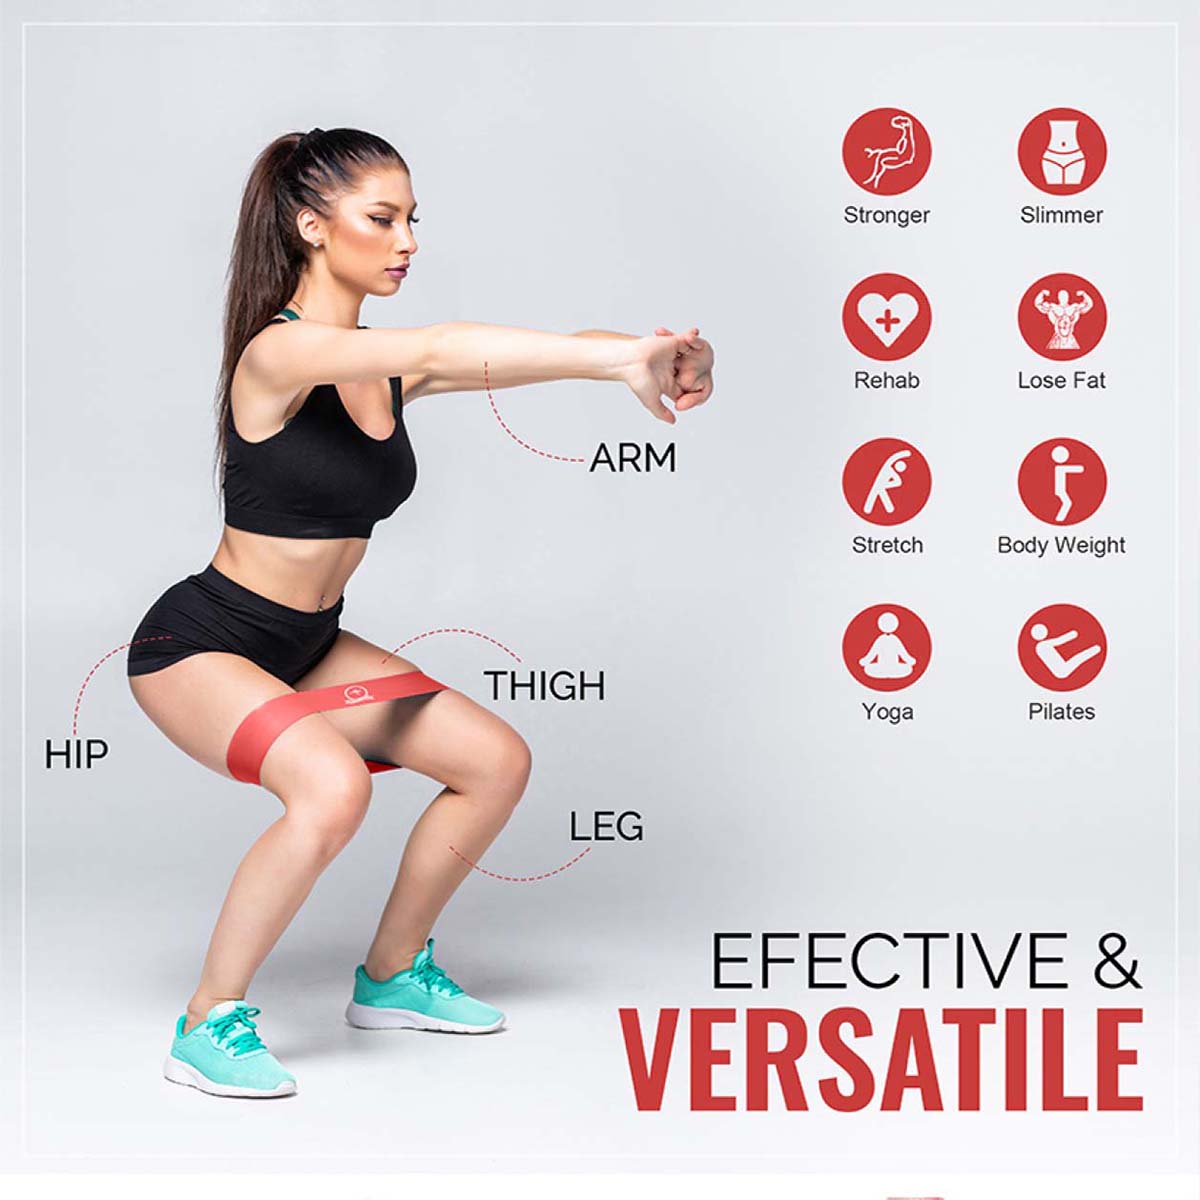 Stronger
Slimmer
Rehab
Lose Fat
Stretch
Body Weight
Yoga
Pilates
ARM
THIGH
HIP
LEG
EFECTIVE &
VERSATILE